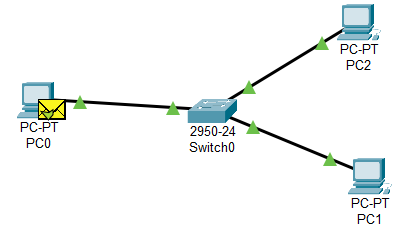 PC-PT
PC2
PC-PT
PC0
2950-24
Switch0
PC-PT
PC1